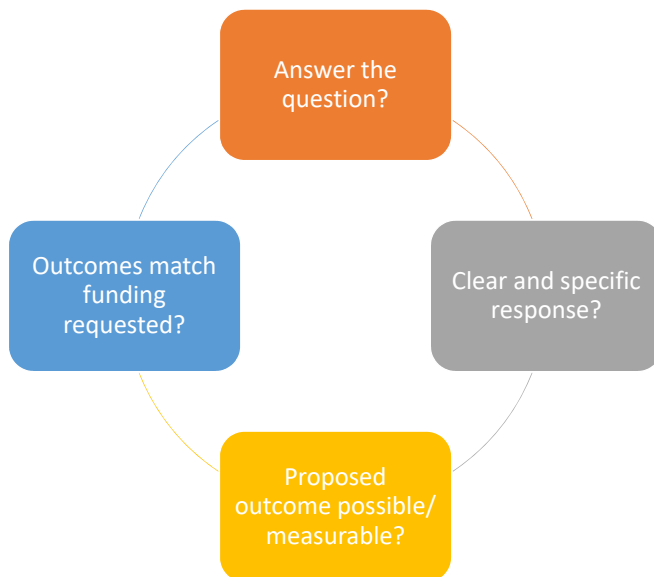 Answer the
question?
Clear and specific
response?
Proposed
outcome possible/
measurable?
Outcomes match
funding
requested?